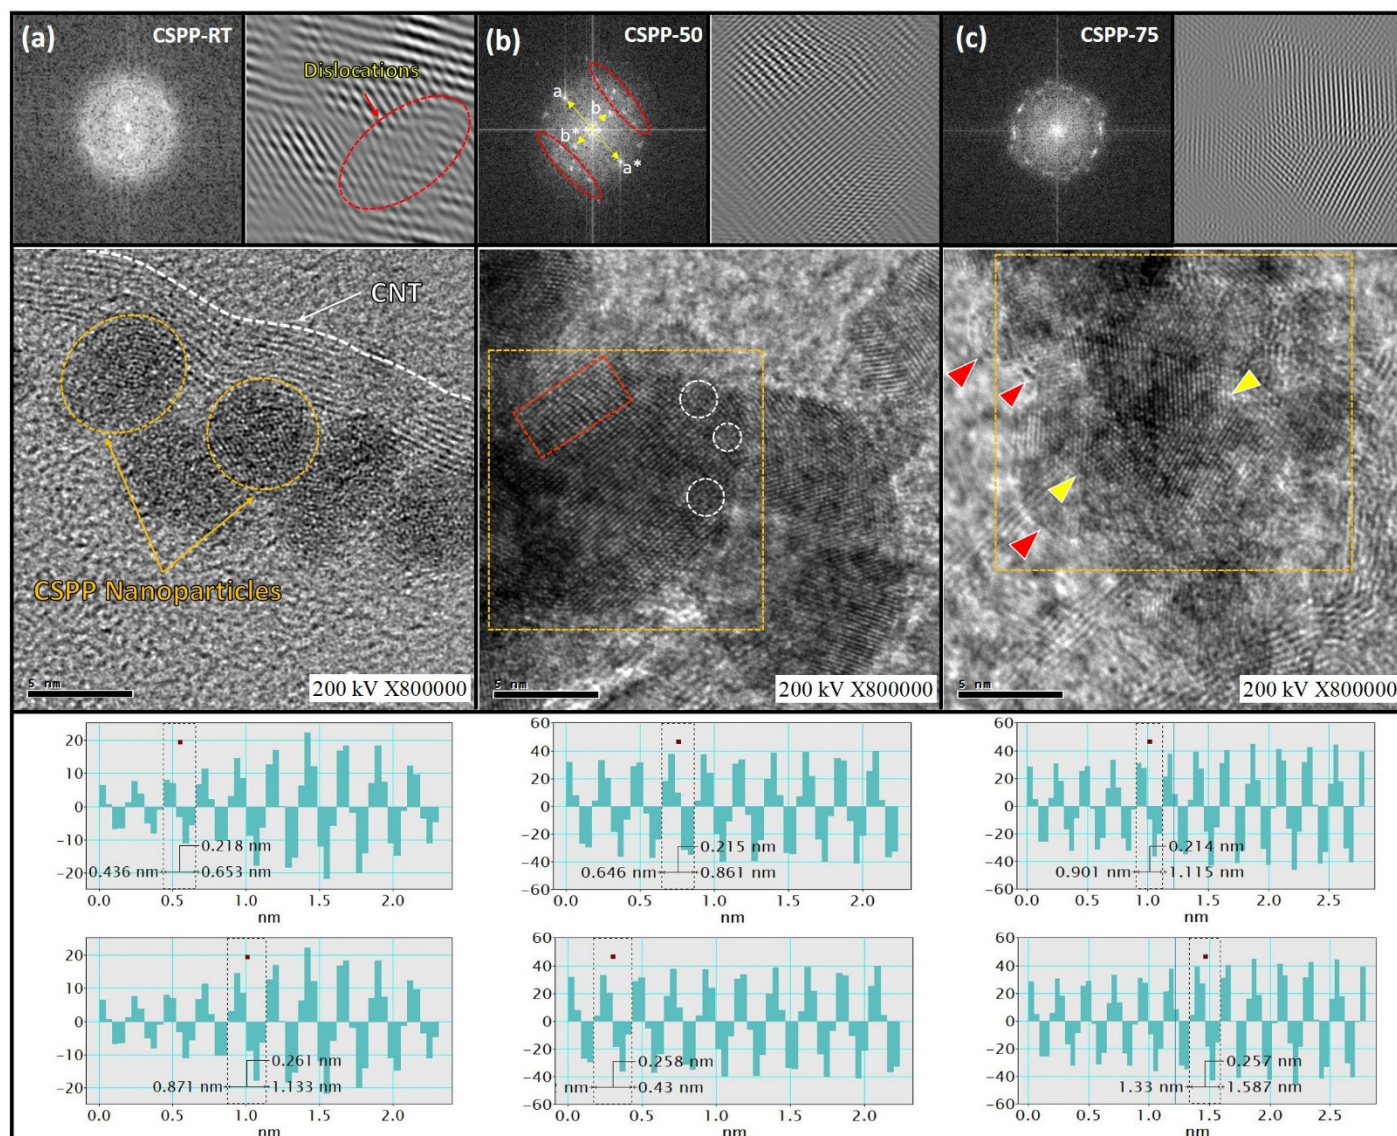 (a)
CSPP-RT
Dislocations
(b)
CSPP-50
a
b
b*
a*
(c)
CSPP-75
CNT
CSPP Nanoparticles
5 nm
200 kV X800000
5 nm
200 kV X800000
5 nm
200 kV X800000
20
10
0
-10
-20
0.218 nm
0.436 nm
0.653 nm
0.0
0.5
1.0
1.5
2.0
nm
60
40
20
0
-20
-40
-60
0.215 nm
0.646 nm
0.861 nm
0.0
0.5
1.0
1.5
2.0
nm
60
40
20
0
-20
-40
-60
0.214 nm
0.901 nm
1.115 nm
0.0
0.5
1.0
1.5
2.0
2.5
nm
20
10
0
-10
-20
0.261 nm
0.871 nm
1.133 nm
0.0
0.5
1.0
1.5
2.0
nm
60
40
20
0
-20
-40
-60
0.258 nm
nm
0.43 nm
0.0
0.5
1.0
1.5
2.0
nm
60
40
20
0
-20
-40
-60
0.257 nm
1.33 nm
1.587 nm
0.0
0.5
1.0
1.5
2.0
2.5
nm